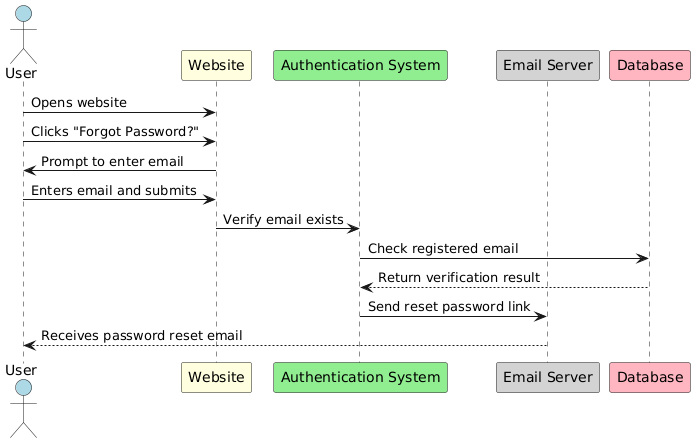 User
Website
Authentication System
Email Server
Database
Opens website
Clicks "Forgot Password?"
Prompt to enter email
Enters email and submits
Verify email exists
Check registered email
Return verification result
Send reset password link
Receives password reset email
User
Website
Authentication System
Email Server
Database